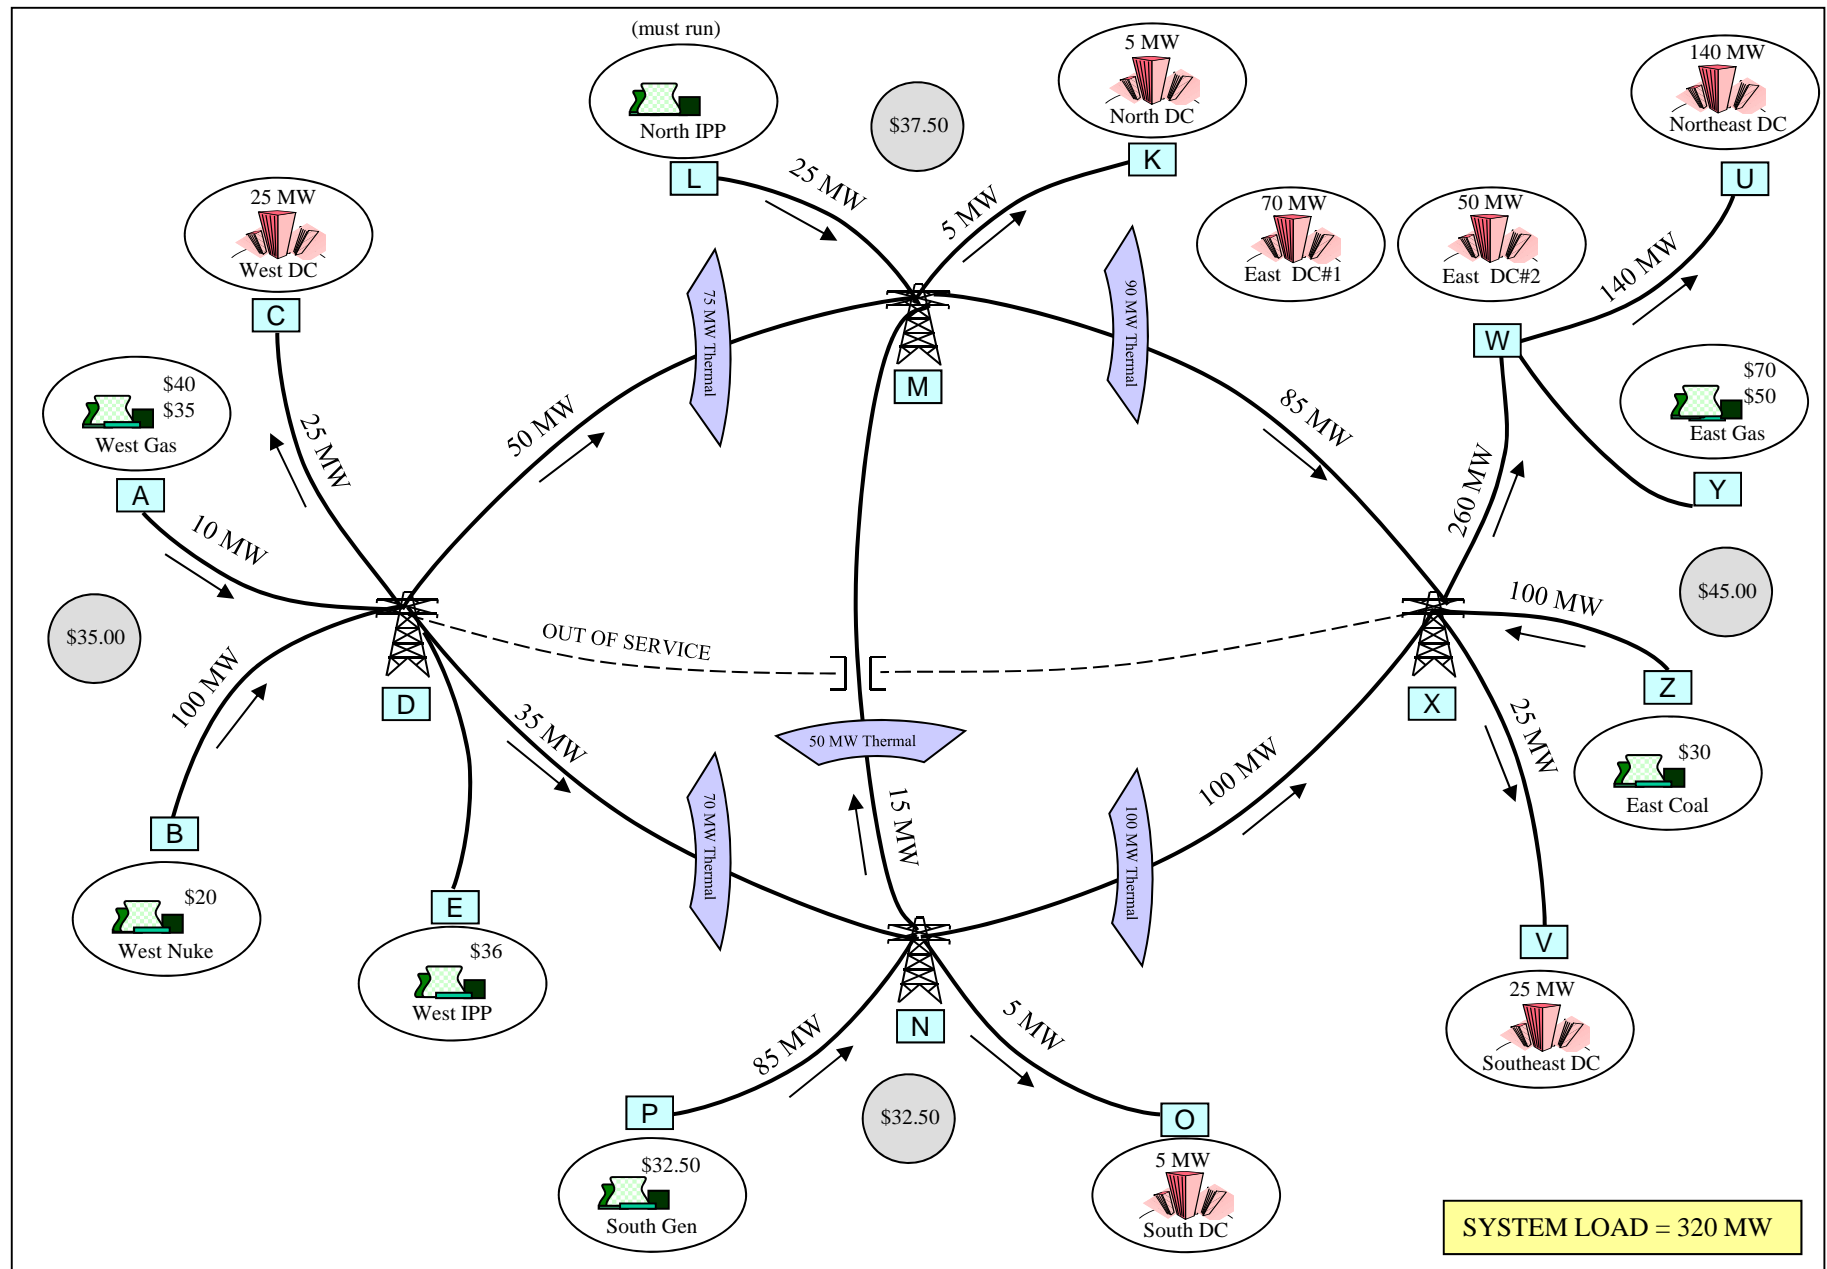 (must run)
North IPP
L
25 MW
$37.50
5 MW
North DC
K
5 MW
140 MW
Northeast DC
U
70 MW
East DC#1
50 MW
East DC#2
140 MW
W
25 MW
West DC
C
75 MW Thermal
90 MW Thermal
M
$40
$35
West Gas
A
10 MW
25 MW
50 MW
85 MW
260 MW
$70
$50
East Gas
Y
$35.00
100 MW
OUT OF SERVICE
D
X
100 MW
$45.00
Z
$30
East Coal
B
$20
West Nuke
E
$36
West IPP
35 MW
70 MW Thermal
50 MW Thermal
15 MW
100 MW Thermal
100 MW
25 MW
V
25 MW
Southeast DC
N
85 MW
5 MW
P
$32.50
South Gen
$32.50
O
5 MW
South DC
SYSTEM LOAD = 320 MW